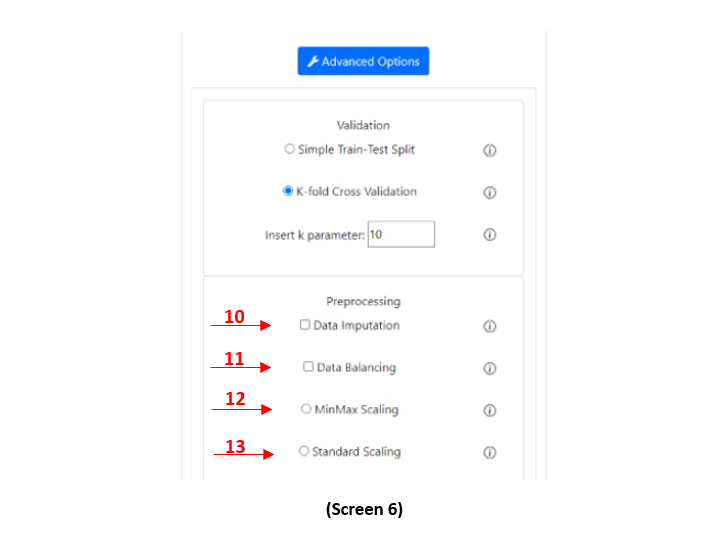 Advanced Options
Validation
Simple Train-Test Split
K-fold Cross Validation
Insert k parameter: 10
Preprocessing
10 Data Imputation
11 Data Balancing
12 MinMax Scaling
13 Standard Scaling
(Screen 6)